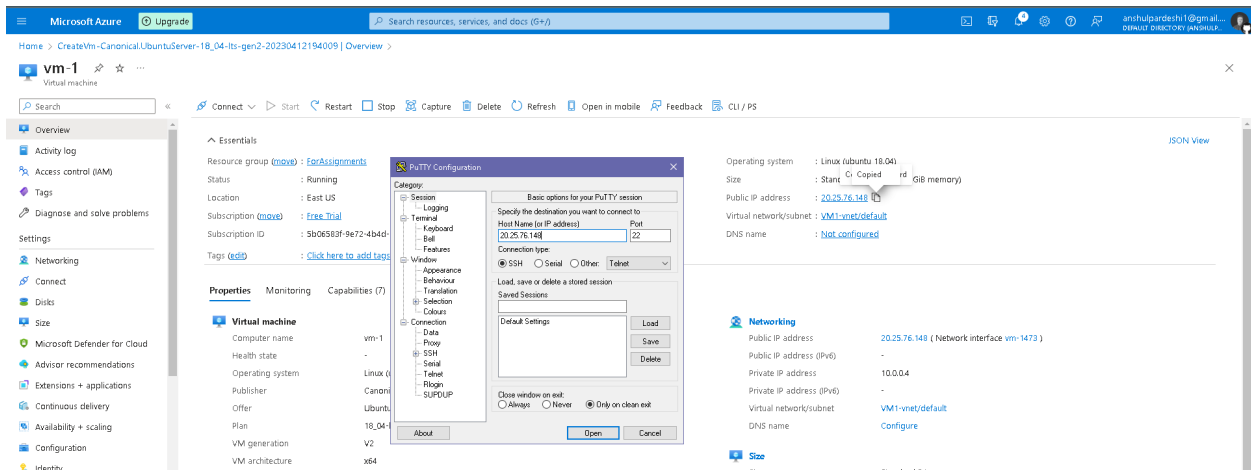 Microsoft Azure
Upgrade
Search resources, services, and docs (G+/)
anshulpardeshi1@gmail....
DEFAULT DIRECTORY (ANSHULP...
Home > CreateVm-Canonical.UbuntuServer-18_04-lts-gen2-20230412194009 | Overview >
vm-1
Virtual machine
Search
Connect
Start
Restart
Stop
Capture
Delete
Refresh
Open in mobile
Feedback
CLI / PS
Overview
Activity log
Access control (IAM)
Tags
Diagnose and solve problems
Settings
Networking
Connect
Disks
Size
Microsoft Defender for Cloud
Advisor recommendations
Extensions + applications
Continuous delivery
Availability + scaling
Configuration
Identity
Essentials
JSON View
Resource group (move) : ForAssignments
Status : Running
Location : East US
Subscription (move) : Free Trial
Subscription ID : 5b06583f-9e72-4b4d-
Tags (edit) : Click here to add tags
Operating system : Linux (ubuntu 18.04)
Size : Stan GiB memory)
Copied
Public IP address : 20.25.76.148
Virtual network/subnet : VM1-vnet/default
DNS name : Not configured
Properties Monitoring Capabilities (7)
Virtual machine
Computer name vm-1
Health state -
Operating system Linux (
Publisher Canoni
Offer Ubuntu
Plan 18_04-l
VM generation V2
VM architecture x64
Networking
Public IP address 20.25.76.148 ( Network interface vm-1473 )
Public IP address (IPv6) -
Private IP address 10.0.0.4
Private IP address (IPv6) -
Virtual network/subnet VM1-vnet/default
DNS name Configure
Size
PuTTY Configuration
Category:
Session
Logging
Terminal
Keyboard
Bell
Features
Window
Appearance
Behaviour
Translation
Selection
Colours
Connection
Data
Proxy
SSH
Serial
Telnet
Rlogin
SUPDUP
Basic options for your PuTTY session
Specify the destination you want to connect to
Host Name (or IP address) Port
20.25.76.148 22
Connection type:
SSH Serial Other: Telnet
Load, save or delete a stored session
Saved Sessions
Default Settings
Load
Save
Delete
Close window on exit:
Always Never Only on clean exit
About Open Cancel